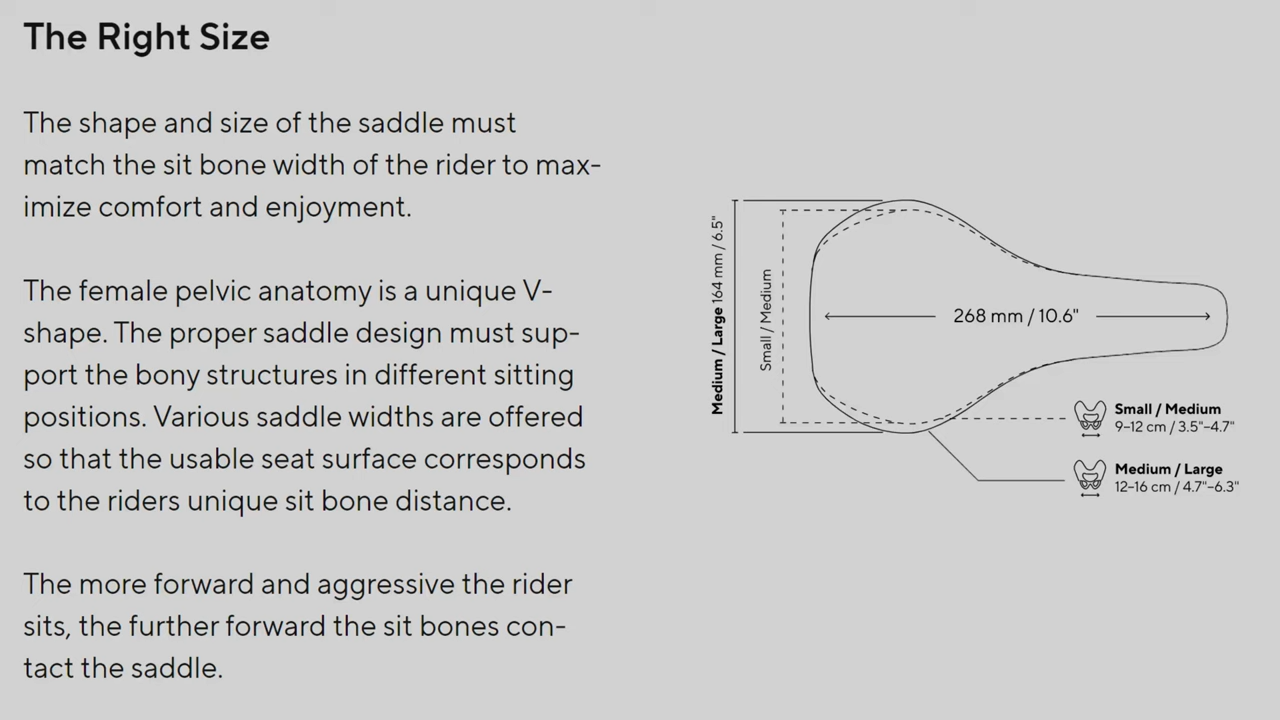 The Right Size
The shape and size of the saddle must
match the sit bone width of the rider to max-
imize comfort and enjoyment.
The female pelvic anatomy is a unique V-
shape. The proper saddle design must sup-
port the bony structures in different sitting
positions. Various saddle widths are offered
so that the usable seat surface corresponds
to the riders unique sit bone distance.
The more forward and aggressive the rider
sits, the further forward the sit bones con-
tact the saddle.
Medium / Large 164 mm / 6.5"
Small / Medium
268 mm / 10.6"
Small / Medium
9–12 cm / 3.5"–4.7"
Medium / Large
12–16 cm / 4.7"–6.3"